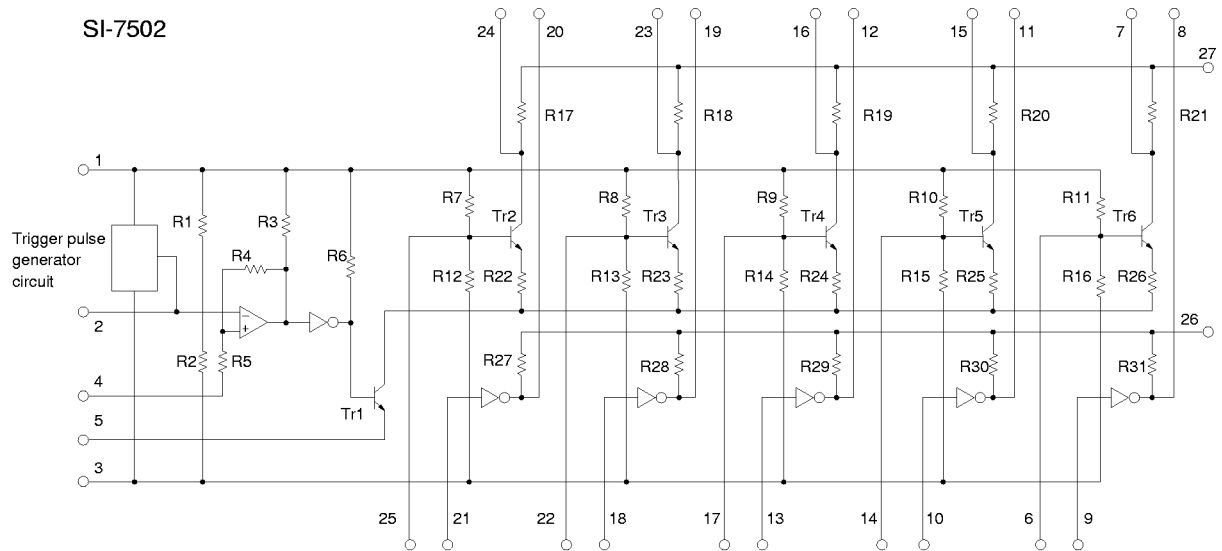 SI-7502
24
20
23
19
16
12
15
11
7
8
27
R17
R18
R19
R20
R21
1
R1
R3
R7
R8
R9
R10
R11
Tr2
Tr3
Tr4
Tr5
Tr6
Trigger pulse
generator
circuit
R4
R6
R12
R22
R13
R23
R14
R24
R15
R25
R16
R26
2
−
+
26
R2
R5
R27
R28
R29
R30
R31
4
Tr1
5
3
25
21
22
18
17
13
14
10
6
9